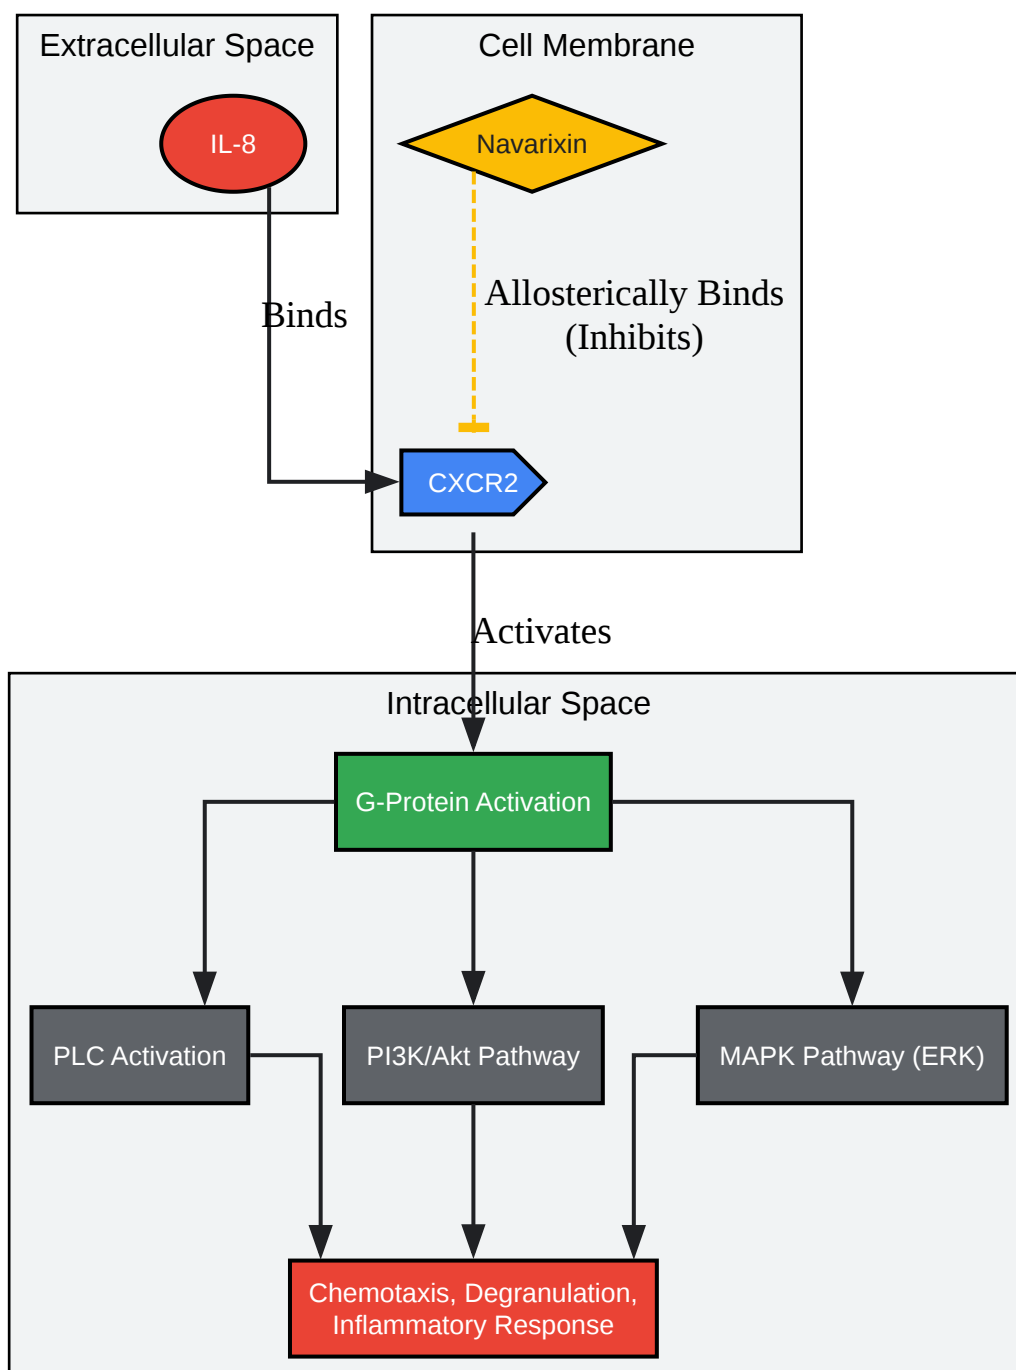 Extracellular Space
Cell Membrane
IL-8
Navarixin
Binds
Allosterically Binds
(Inhibits)
CXCR2
Activates
Intracellular Space
G-Protein Activation
PLC Activation
PI3K/Akt Pathway
MAPK Pathway (ERK)
Chemotaxis, Degranulation,
Inflammatory Response